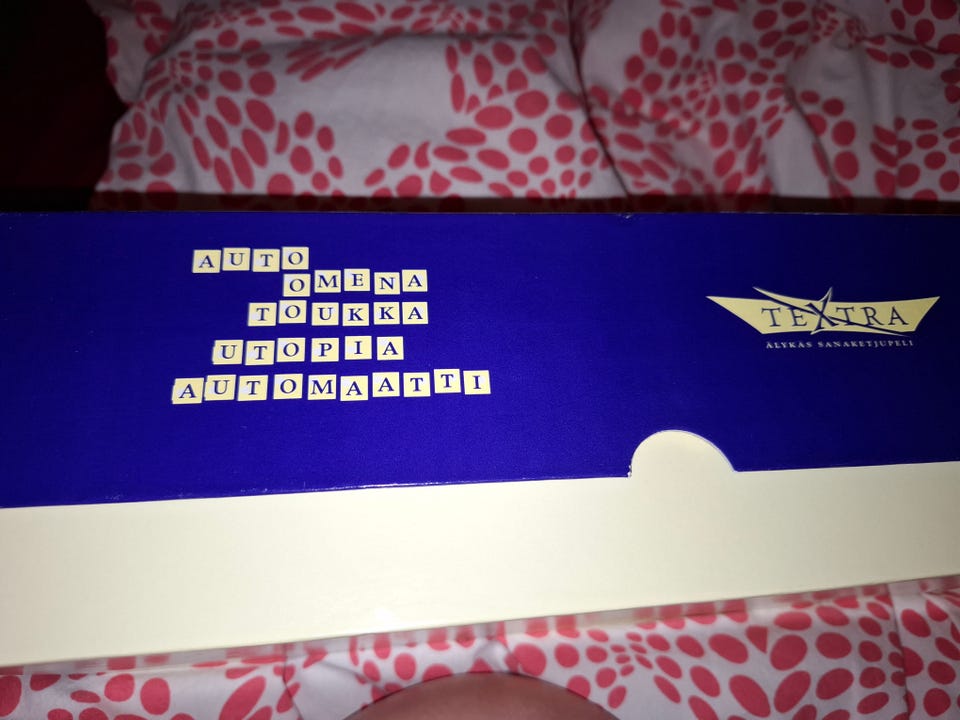 AUTO
OMENA
TOUKKA
UTOPIA
AUTOMAATTI
TEXTRA
ÄLYKÄS SANAKETJUPELI